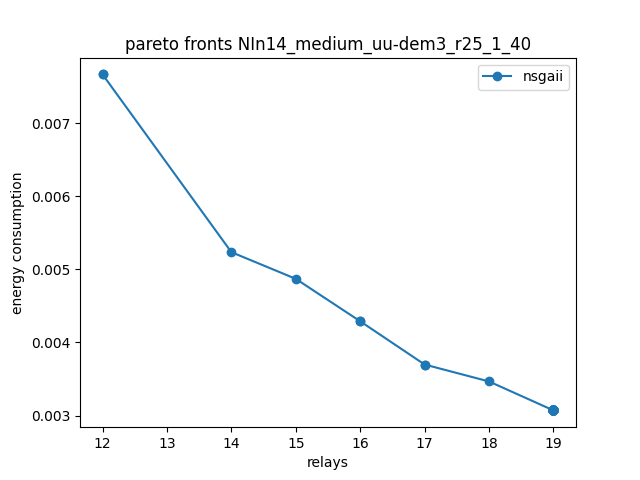 pareto fronts NIn14_medium_uu-dem3_r25_1_40
nsgaii
0.007
0.006
0.005
0.004
0.003
energy consumption
12 13 14 15 16 17 18 19
relays